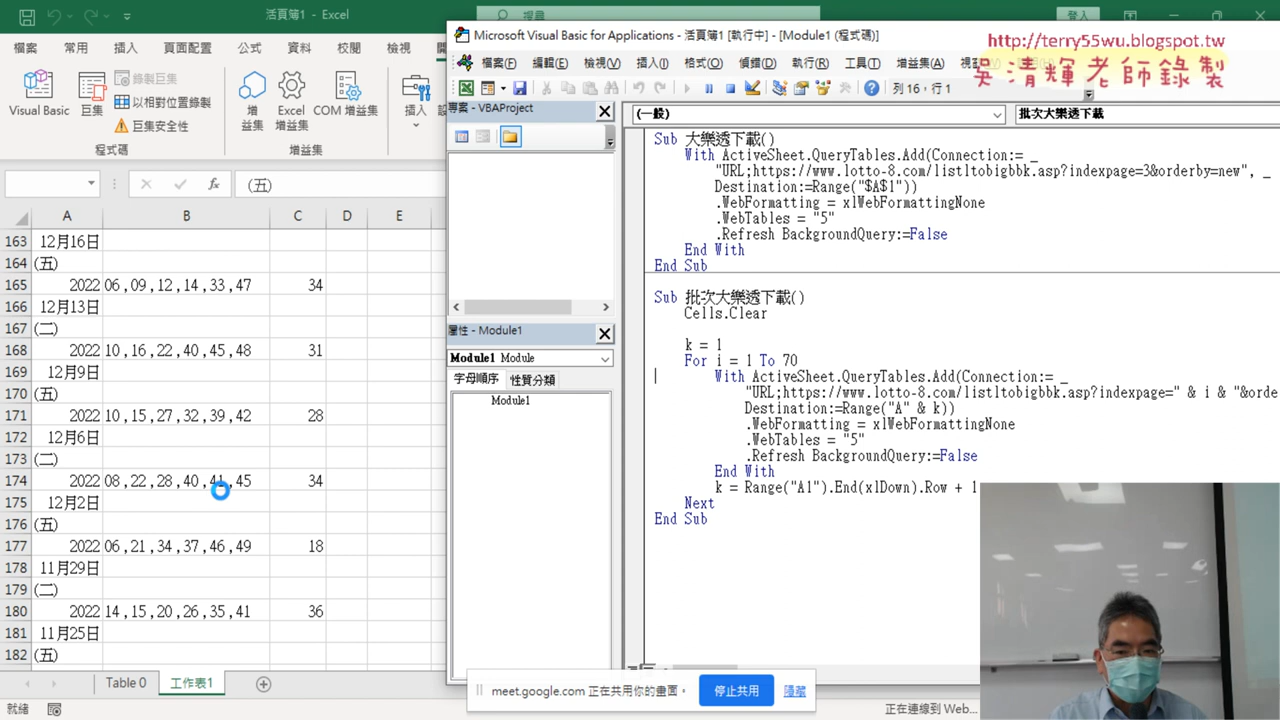 活頁簿1 - Excel
搜尋
登入
檔案 常用 插入 頁面配置 公式 資料 校閱 檢視
Visual Basic
巨集
錄製巨集
以相對位置錄製
巨集安全性
程式碼
增益集
Excel 增益集
COM 增益集
增益集
插入
(五)
A B C D E
163 12月16日
164 (五)
165 2022 06,09,12,14,33,47 34
166 12月13日
167 (二)
168 2022 10,16,22,40,45,48 31
169 12月9日
170 (五)
171 2022 10,15,27,32,39,42 28
172 12月6日
173 (二)
174 2022 08,22,28,40,41,45 34
175 12月2日
176 (五)
177 2022 06,21,34,37,46,49 18
178 11月29日
179 (二)
180 2022 14,15,20,26,35,41 36
181 11月25日
182 (五)
Table 0 工作表1
就緒
Microsoft Visual Basic for Applications - 活頁簿1 [執行中] - [Module1 (程式碼)]
http://terry55wu.blogspot.tw
吳清輝老師錄製
檔案(F) 編輯(E) 檢視(V) 插入(I) 格式(O) 偵錯(D) 執行(R) 工具(T) 增益集(A)
列 16，行 1
專案 - VBAProject
屬性 - Module1
Module1 Module
字母順序 性質分類
Module1
(一般)
批次大樂透下載
Sub 大樂透下載()
With ActiveSheet.QueryTables.Add(Connection:= _
"URL;https://www.lotto-8.com/listltobigbbk.asp?indexpage=3&orderby=new", _
Destination:=Range("$A$1"))
.WebFormatting = xlWebFormattingNone
.WebTables = "5"
.Refresh BackgroundQuery:=False
End With
End Sub
Sub 批次大樂透下載()
Cells.Clear
k = 1
For i = 1 To 70
With ActiveSheet.QueryTables.Add(Connection:= _
"URL;https://www.lotto-8.com/listltobigbbk.asp?indexpage=" & i & "&orde
Destination:=Range("A" & k))
.WebFormatting = xlWebFormattingNone
.WebTables = "5"
.Refresh BackgroundQuery:=False
End With
k = Range("A1").End(xlDown).Row + 1
Next
End Sub
meet.google.com 正在共用你的畫面。 停止共用 隱藏
正在連線到 Web...